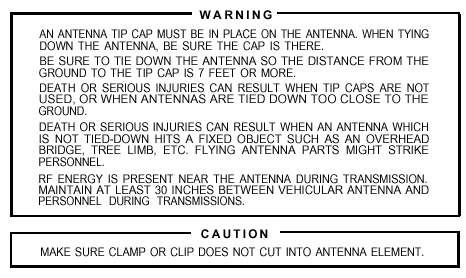 WARNING
AN ANTENNA TIP CAP MUST BE IN PLACE ON THE ANTENNA. WHEN TYING
DOWN THE ANTENNA, BE SURE THE CAP IS THERE.
BE SURE TO TIE DOWN THE ANTENNA SO THE DISTANCE FROM THE
GROUND TO THE TIP CAP IS 7 FEET OR MORE.
DEATH OR SERIOUS INJURIES CAN RESULT WHEN TIP CAPS ARE NOT
USED, OR WHEN ANTENNAS ARE TIED DOWN TOO CLOSE TO THE
GROUND.
DEATH OR SERIOUS INJURIES CAN RESULT WHEN AN ANTENNA WHICH
IS NOT TIED-DOWN HITS A FIXED OBJECT SUCH AS AN OVERHEAD
BRIDGE, TREE LIMB, ETC. FLYING ANTENNA PARTS MIGHT STRIKE
PERSONNEL.
RF ENERGY IS PRESENT NEAR THE ANTENNA DURING TRANSMISSION.
MAINTAIN AT LEAST 30 INCHES BETWEEN VEHICULAR ANTENNA AND
PERSONNEL DURING TRANSMISSIONS.
CAUTION
MAKE SURE CLAMP OR CLIP DOES NOT CUT INTO ANTENNA ELEMENT.